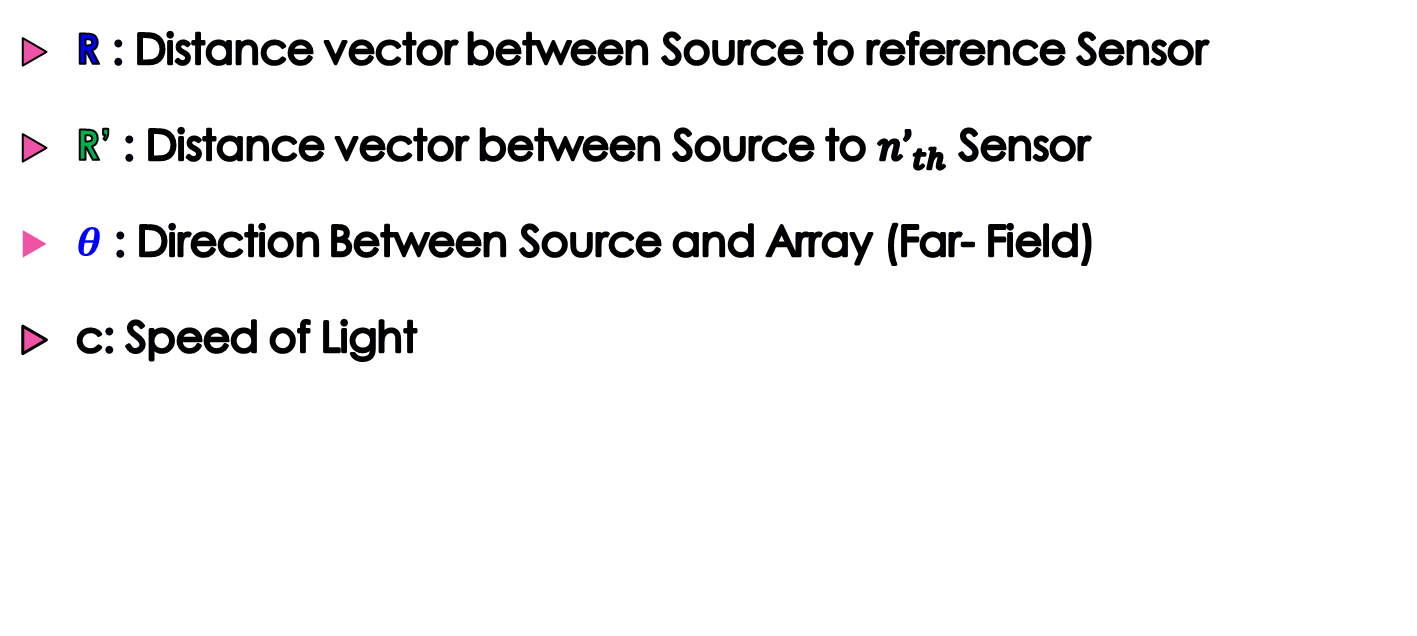 R : Distance vector between Source to reference Sensor
R’ : Distance vector between Source to n’th Sensor
θ : Direction Between Source and Array (Far- Field)
c: Speed of Light